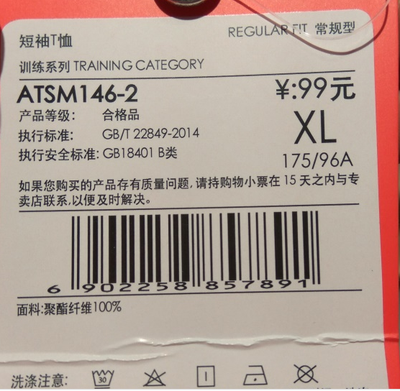 REGULAR FIT 常规型
短袖T恤
训练系列 TRAINING CATEGORY
ATSM146-2
¥:99元
产品等级: 合格品
XL
执行标准: GB/T 22849-2014
175/96A
执行安全标准: GB18401 B类
如果您购买的产品存有质量问题, 请持购物小票在 15 天之内与专
卖店联系, 以便及时解决。
6 902258 857891
面料:聚酯纤维100%
洗涤注意:
30